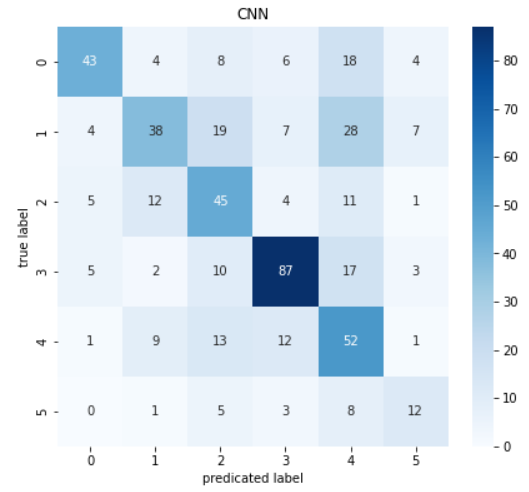 CNN
0 43 4 8 6 18 4
1 4 38 19 7 28 7
2 5 12 45 4 11 1
3 5 2 10 87 17 3
4 1 9 13 12 52 1
5 0 1 5 3 8 12
0 1 2 3 4 5
true label
predicated label
80
70
60
50
40
30
20
10
0